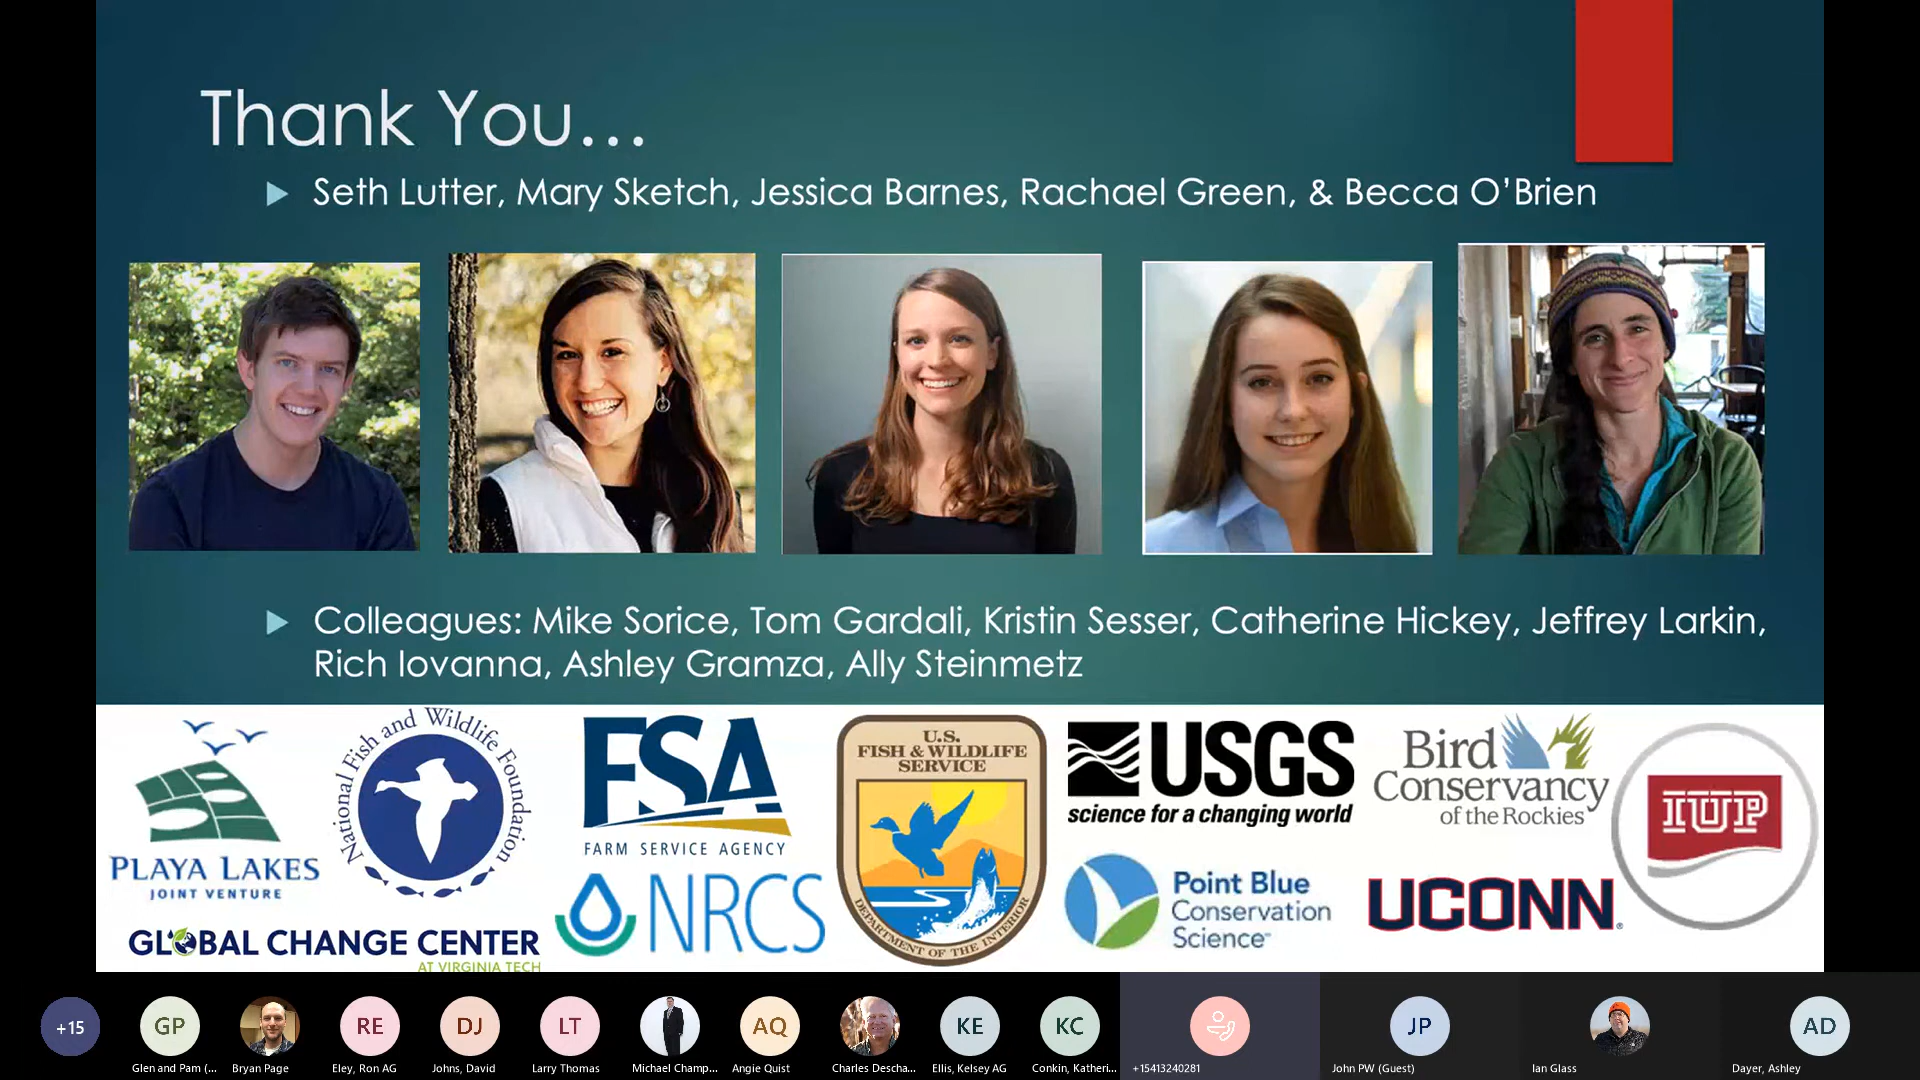 Thank You…
Seth Lutter, Mary Sketch, Jessica Barnes, Rachael Green, & Becca O'Brien
Colleagues: Mike Sorice, Tom Gardali, Kristin Sesser, Catherine Hickey, Jeffrey Larkin,
Rich Iovanna, Ashley Gramza, Ally Steinmetz
PLAYA LAKES
JOINT VENTURE
National Fish and Wildlife Foundation
GLOBAL CHANGE CENTER
AT VIRGINIA TECH
FSA
FARM SERVICE AGENCY
NRCS
U.S.
FISH & WILDLIFE
SERVICE
DEPARTMENT OF THE INTERIOR
USGS
science for a changing world
Point Blue
Conservation
Science
Bird
Conservancy
of the Rockies
UCONN
IUP
+15
GP
RE
DJ
LT
AQ
KE
KC
JP
AD
Glen and Pam (...
Bryan Page
Eley, Ron AG
Johns, David
Larry Thomas
Michael Champ...
Angie Quist
Charles Descha...
Ellis, Kelsey AG
Conkin, Katheri...
+15413240281
John PW (Guest)
Ian Glass
Dayer, Ashley